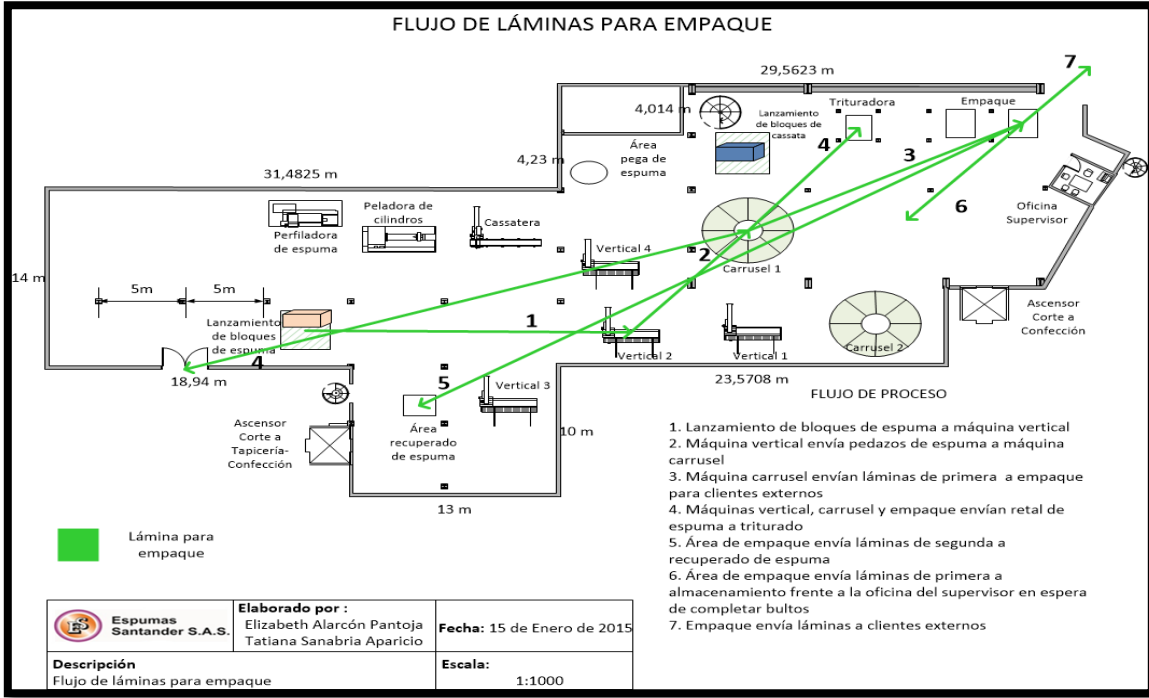 FLUJO DE LÁMINAS PARA EMPAQUE
7
29,5623 m
4,014 m
Lanzamiento
de bloques de
cassata
Trituradora
Empaque
4
3
Área
pega de
espuma
4,23 m
31,4825 m
Perfiladora
de espuma
Peladora de
cilindros
Cassatera
Vertical 4
2
Carrusel 1
6
Oficina
Supervisor
14 m
5m
5m
Lanzamiento
de bloques
de espuma
1
Vertical 2
Vertical 1
Carrusel 2
Ascensor
Corte a
Confección
4
18,94 m
5
Vertical 3
23,5708 m
Ascensor
Corte a
Tapicería-
Confección
Área
recuperado
de espuma
10 m
13 m
FLUJO DE PROCESO
1. Lanzamiento de bloques de espuma a máquina vertical
2. Máquina vertical envía pedazos de espuma a máquina
carrusel
3. Máquina carrusel envían láminas de primera a empaque
para clientes externos
4. Máquinas vertical, carrusel y empaque envían retal de
espuma a triturado
5. Área de empaque envía láminas de segunda a
recuperado de espuma
6. Área de empaque envía láminas de primera a
almacenamiento frente a la oficina del supervisor en espera
de completar bultos
7. Empaque envía láminas a clientes externos
Lámina para
empaque
ES
Espumas
Santander S.A.S.
Elaborado por :
Elizabeth Alarcón Pantoja
Tatiana Sanabria Aparicio
Fecha: 15 de Enero de 2015
Descripción
Flujo de láminas para empaque
Escala:
1:1000